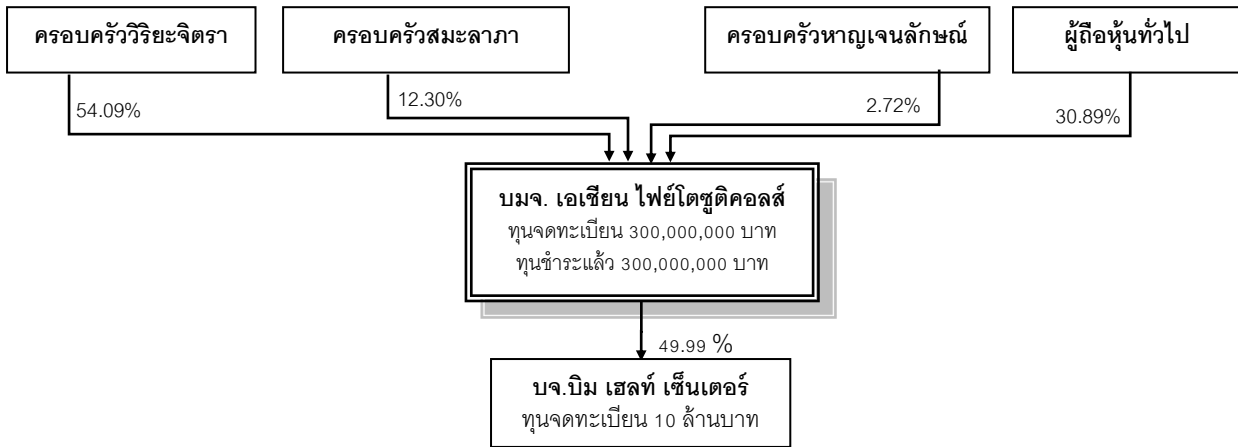 ครอบครัววิริยะจิตรา
ครอบครัวสมะลาภา
ครอบครัวหาญเจนลักษณ์
ผู้ถือหุ้นทั่วไป
54.09%
12.30%
2.72%
30.89%
บมจ. เอเชียน ไฟย์โตซูติคอลส์
ทุนจดทะเบียน 300,000,000 บาท
ทุนชำระแล้ว 300,000,000 บาท
49.99 %
บจ.บิม เฮลท์ เซ็นเตอร์
ทุนจดทะเบียน 10 ล้านบาท